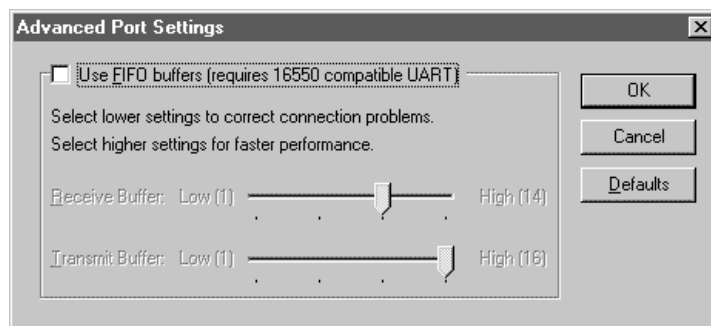 Advanced Port Settings
Use FIFO buffers (requires 16550 compatible UART)
Select lower settings to correct connection problems.
Select higher settings for faster performance.
Receive Buffer: Low (1) High (14)
Transmit Buffer: Low (1) High (16)
OK
Cancel
Defaults